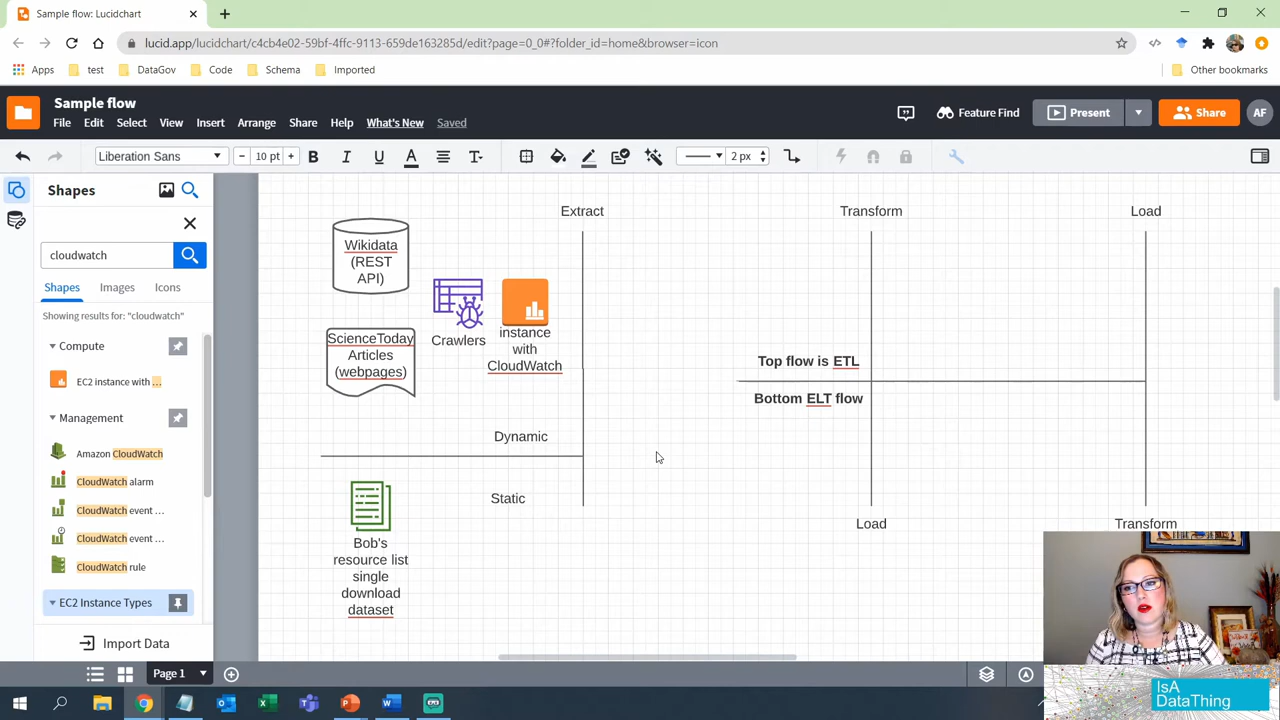 Sample flow: Lucidchart
lucid.app/lucidchart/c4cb4e02-59bf-4ffc-9113-659de163285d/edit?page=0_0#?folder_id=home&browser=icon
Apps test DataGov Code Schema Imported Other bookmarks
Sample flow
File Edit Select View Insert Arrange Share Help What's New Saved
Feature Find Present Share AF
Liberation Sans 10 pt B I U A T 2 px
Shapes
cloudwatch
Shapes Images Icons
Showing results for: "cloudwatch"
Compute
EC2 instance with ...
Management
Amazon CloudWatch
CloudWatch alarm
CloudWatch event ...
CloudWatch event ...
CloudWatch rule
EC2 Instance Types
Import Data
Extract Transform Load
Wikidata
(REST
API)
ScienceToday
Articles
(webpages)
Crawlers
instance
with
CloudWatch
Top flow is ETL
Bottom ELT flow
Dynamic
Static
Load Transform
Bob's
resource list
single
download
dataset
Page 1
IsA
DataThing